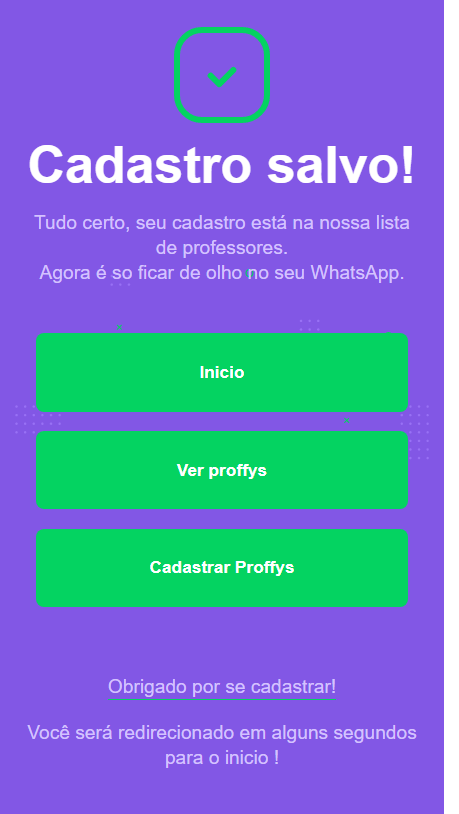 Cadastro salvo!
Tudo certo, seu cadastro está na nossa lista
de professores.
Agora é so ficar de olho no seu WhatsApp.
Inicio
Ver proffys
Cadastrar Proffys
Obrigado por se cadastrar!
Você será redirecionado em alguns segundos
para o inicio !